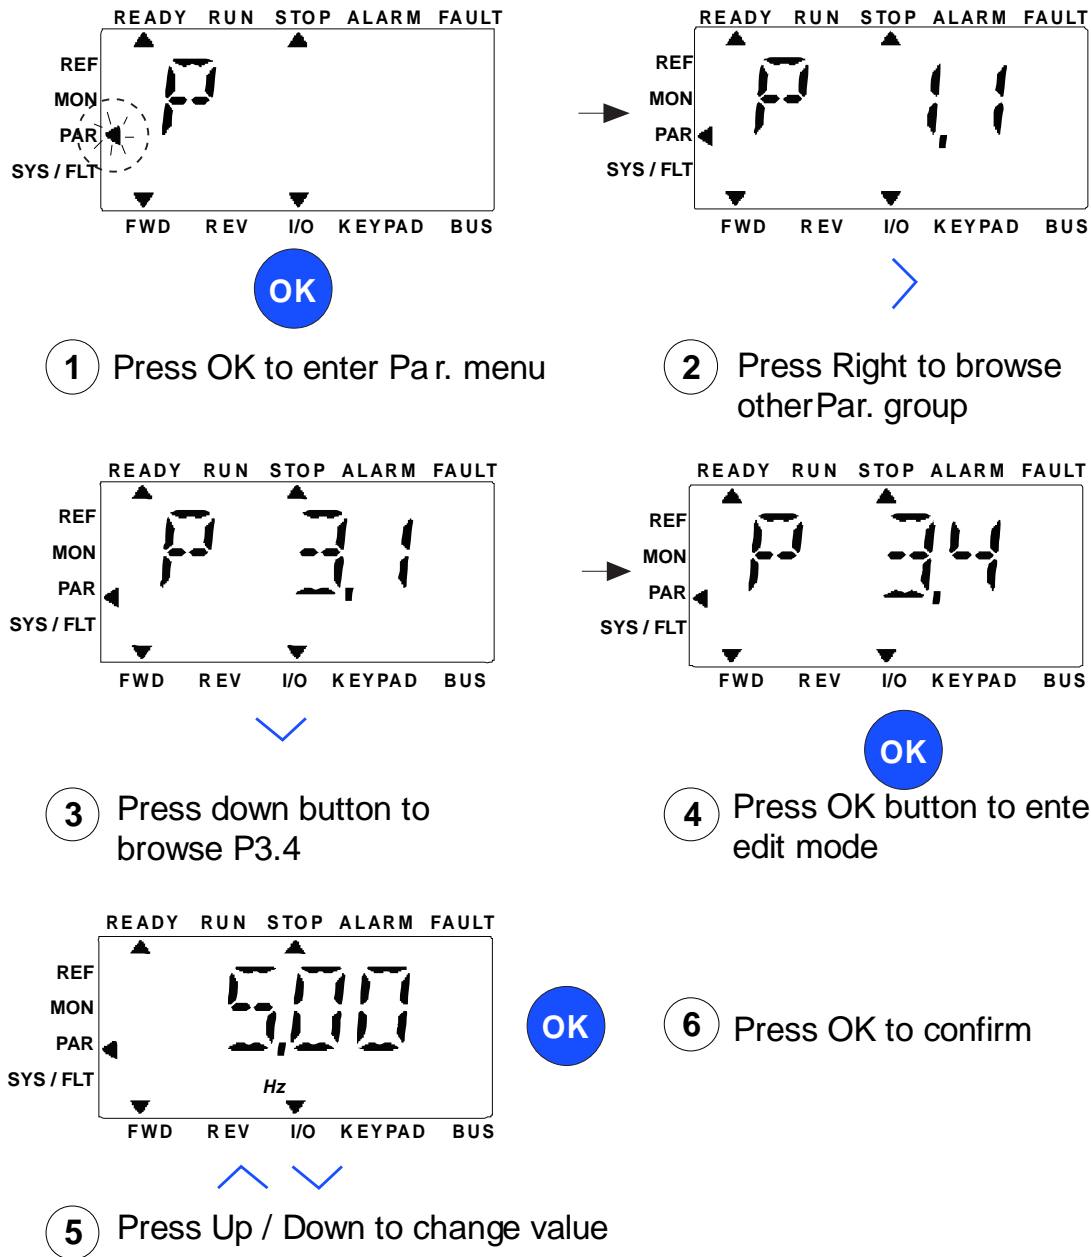 READY RUN STOP ALARM FAULT
REF
MON
PAR
SYS / FLT
P
FWD REV I/O KEYPAD BUS
OK
1 Press OK to enter Par. menu
READY RUN STOP ALARM FAULT
REF
MON
PAR
SYS / FLT
P 1.1
FWD REV I/O KEYPAD BUS
2 Press Right to browse
otherPar. group
READY RUN STOP ALARM FAULT
REF
MON
PAR
SYS / FLT
P 3.1
FWD REV I/O KEYPAD BUS
3 Press down button to
browse P3.4
READY RUN STOP ALARM FAULT
REF
MON
PAR
SYS / FLT
P 3.4
FWD REV I/O KEYPAD BUS
OK
4 Press OK button to ente
edit mode
READY RUN STOP ALARM FAULT
REF
MON
PAR
SYS / FLT
5.00
Hz
FWD REV I/O KEYPAD BUS
OK
5 Press Up / Down to change value
6 Press OK to confirm